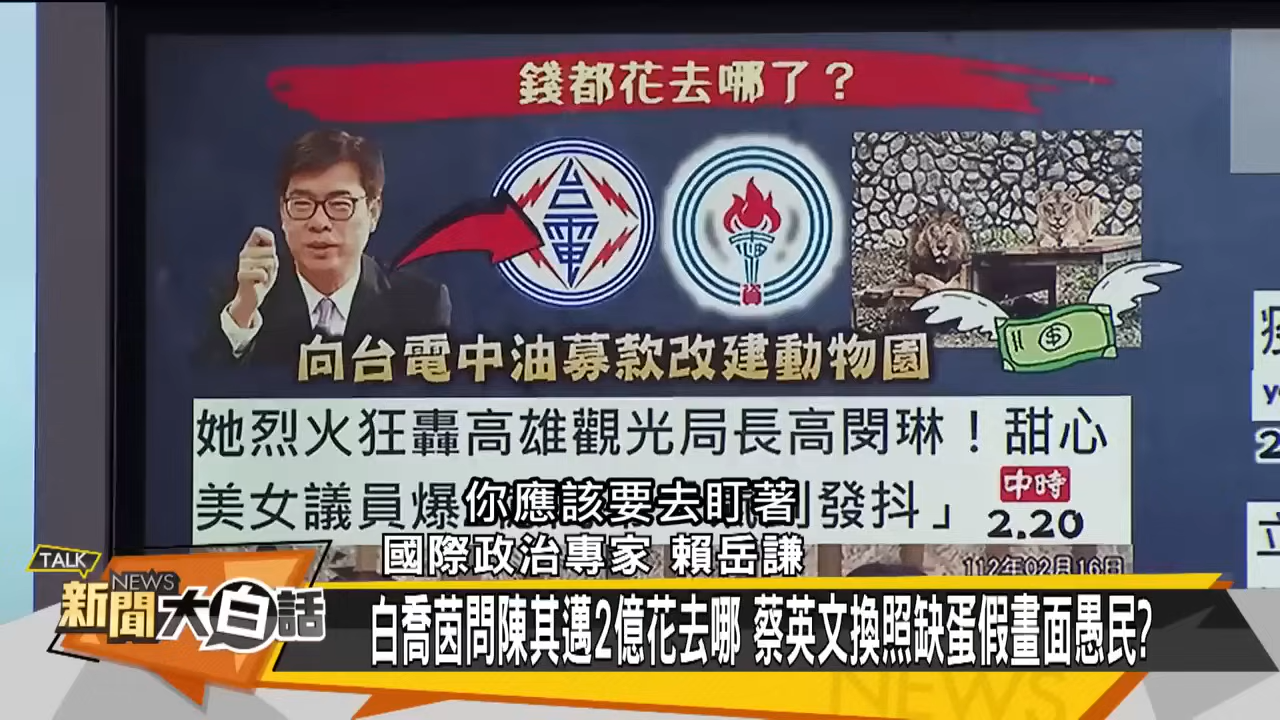 錢都花去哪了？
台電
資
向台電中油募款改建動物園
她烈火狂轟高雄觀光局長高閔琳！甜心
美女議員爆
發抖」
中時
2.20
你應該要去盯著
國際政治專家 賴岳謙
112年02月16日
TALK
NEWS
新聞大白話
白喬茵問陳其邁2億花去哪 蔡英文換照缺蛋假畫面愚民?
NEWS